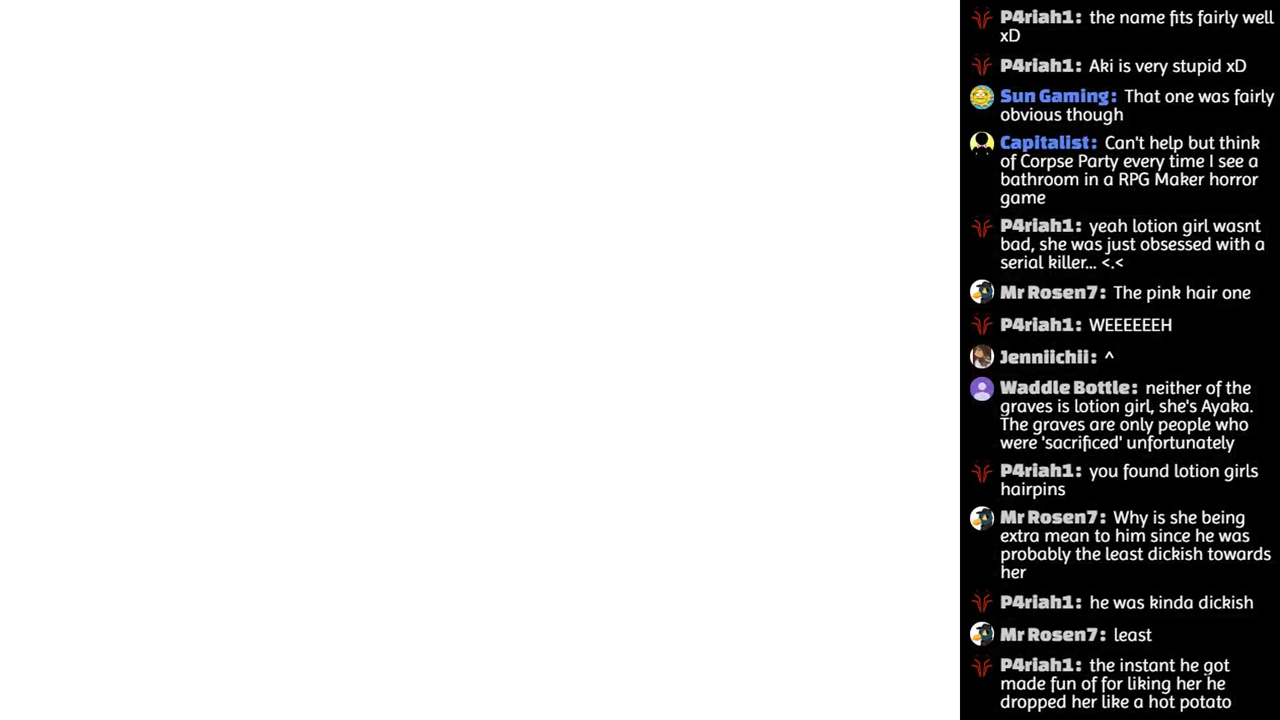 P4riah1: the name fits fairly well
xD
P4riah1: Aki is very stupid xD
Sun Gaming: That one was fairly
obvious though
Capitalist: Can't help but think
of Corpse Party every time I see a
bathroom in a RPG Maker horror
game
P4riah1: yeah lotion girl wasnt
bad, she was just obsessed with a
serial killer... <.<
Mr Rosen7: The pink hair one
P4riah1: WEEEEEEH
Jenniichii: ^
Waddle Bottle: neither of the
graves is lotion girl, she's Ayaka.
The graves are only people who
were 'sacrificed' unfortunately
P4riah1: you found lotion girls
hairpins
Mr Rosen7: Why is she being
extra mean to him since he was
probably the least dickish towards
her
P4riah1: he was kinda dickish
Mr Rosen7: least
P4riah1: the instant he got
made fun of for liking her he
dropped her like a hot potato